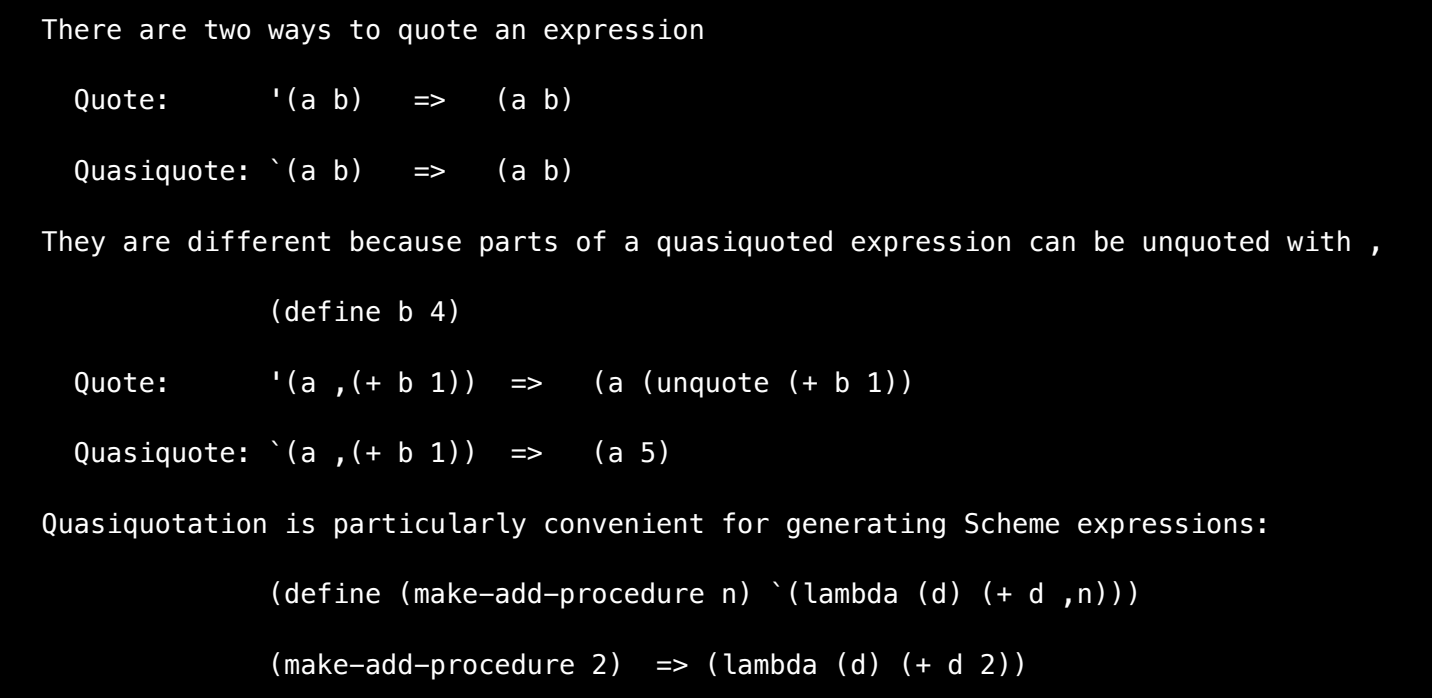 There are two ways to quote an expression
Quote: '(a b) => (a b)
Quasiquote: `(a b) => (a b)
They are different because parts of a quasiquoted expression can be unquoted with ,
(define b 4)
Quote: '(a ,(+ b 1)) => (a (unquote (+ b 1))
Quasiquote: `(a ,(+ b 1)) => (a 5)
Quasiquotation is particularly convenient for generating Scheme expressions:
(define (make-add-procedure n) `(lambda (d) (+ d ,n)))
(make-add-procedure 2) => (lambda (d) (+ d 2))